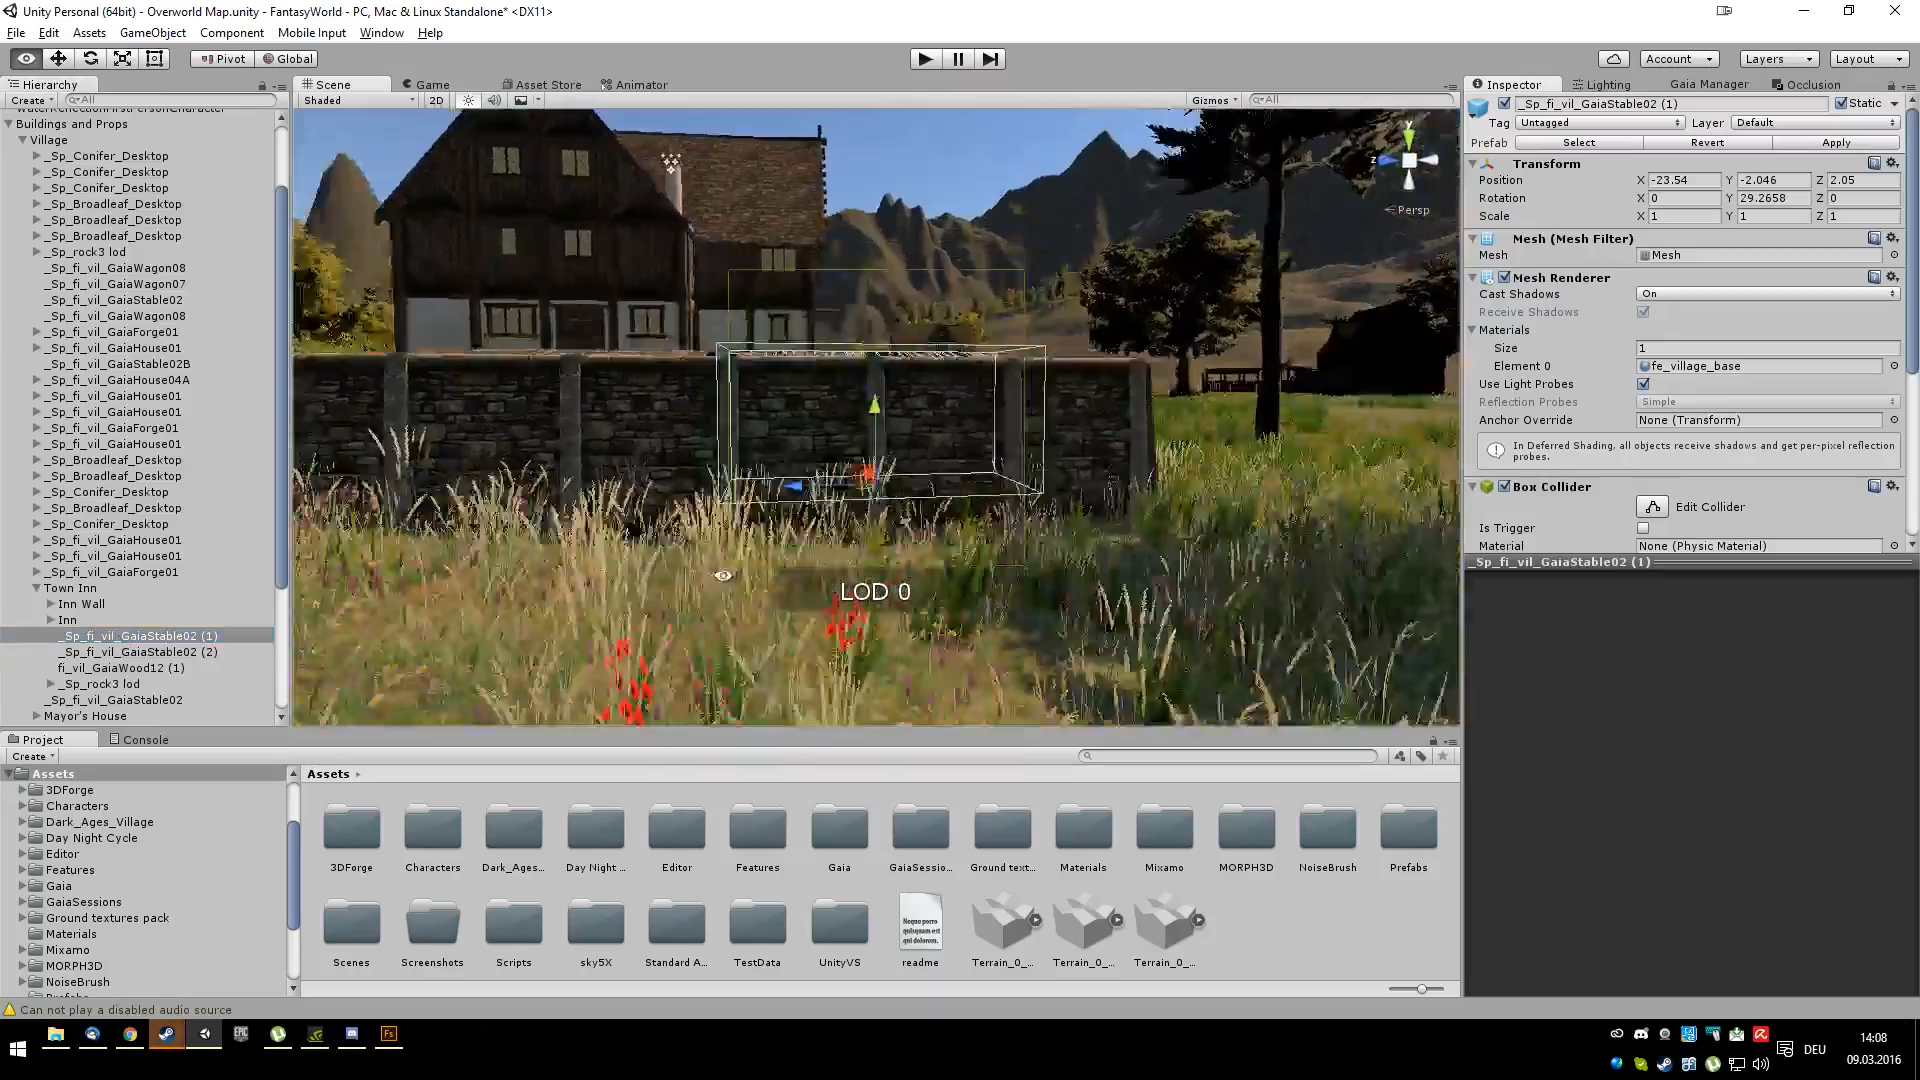 Unity Personal (64bit) - Overworld Map.unity - FantasyWorld - PC, Mac & Linux Standalone* <DX11>
File Edit Assets GameObject Component Mobile Input Window Help
Pivot Global Account Layers Layout
Hierarchy
Create All
Buildings and Props
Village
_Sp_Conifer_Desktop
_Sp_Conifer_Desktop
_Sp_Conifer_Desktop
_Sp_Broadleaf_Desktop
_Sp_Broadleaf_Desktop
_Sp_Broadleaf_Desktop
_Sp_rock3 lod
_Sp_fi_vil_GaiaWagon08
_Sp_fi_vil_GaiaWagon07
_Sp_fi_vil_GaiaStable02
_Sp_fi_vil_GaiaWagon08
_Sp_fi_vil_GaiaForge01
_Sp_fi_vil_GaiaHouse01
_Sp_fi_vil_GaiaStable02B
_Sp_fi_vil_GaiaHouse04A
_Sp_fi_vil_GaiaHouse01
_Sp_fi_vil_GaiaHouse01
_Sp_fi_vil_GaiaForge01
_Sp_fi_vil_GaiaHouse01
_Sp_Broadleaf_Desktop
_Sp_Broadleaf_Desktop
_Sp_Conifer_Desktop
_Sp_Broadleaf_Desktop
_Sp_Conifer_Desktop
_Sp_fi_vil_GaiaHouse01
_Sp_fi_vil_GaiaHouse01
_Sp_fi_vil_GaiaForge01
Town Inn
Inn Wall
Inn
_Sp_fi_vil_GaiaStable02 (1)
_Sp_fi_vil_GaiaStable02 (2)
fi_vil_GaiaWood12 (1)
_Sp_rock3 lod
_Sp_fi_vil_GaiaStable02
Mayor's House
Scene Game Asset Store Animator
Shaded 2D Gizmos All
y
z
Persp
LOD 0
Inspector Lighting Gaia Manager Occlusion
_Sp_fi_vil_GaiaStable02 (1) Static
Tag Untagged Layer Default
Prefab Select Revert Apply
Transform
Position X -23.54 Y -2.046 Z 2.05
Rotation X 0 Y 29.2658 Z 0
Scale X 1 Y 1 Z 1
Mesh (Mesh Filter)
Mesh Mesh
Mesh Renderer
Cast Shadows On
Receive Shadows
Materials
Size 1
Element 0 fe_village_base
Use Light Probes
Reflection Probes Simple
Anchor Override None (Transform)
In Deferred Shading, all objects receive shadows and get per-pixel reflection
probes.
Box Collider
Edit Collider
Is Trigger
Material None (Physic Material)
_Sp_fi_vil_GaiaStable02 (1)
Project Console
Create
Assets
3DForge
Characters
Dark_Ages_Village
Day Night Cycle
Editor
Features
Gaia
GaiaSessions
Ground textures pack
Materials
Mixamo
MORPH3D
NoiseBrush
Assets
3DForge Characters Dark_Ages... Day Night ... Editor Features Gaia GaiaSessio... Ground text... Materials Mixamo MORPH3D NoiseBrush Prefabs
Neque porro
quisquam est
qui dolorem.
Scenes Screenshots Scripts sky5X Standard A... TestData UnityVS readme Terrain_0_... Terrain_0_... Terrain_0_...
Can not play a disabled audio source
EPIC Fs
DEU
14:08
09.03.2016